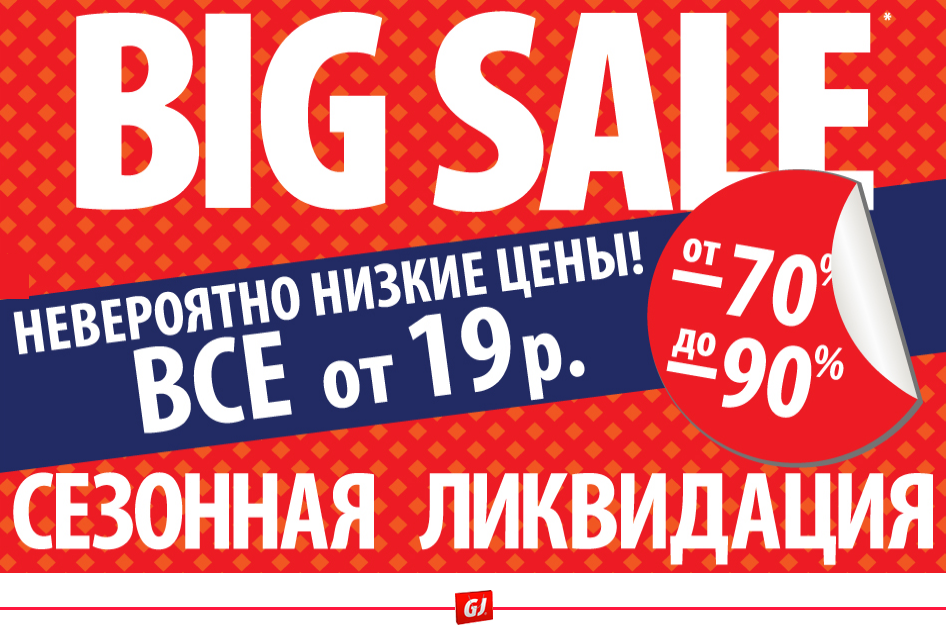 BIG SALE*
НЕВЕРОЯТНО НИЗКИЕ ЦЕНЫ!
ВСЕ от 19 р.
от -70%
до -90%
СЕЗОННАЯ ЛИКВИДАЦИЯ
GJ